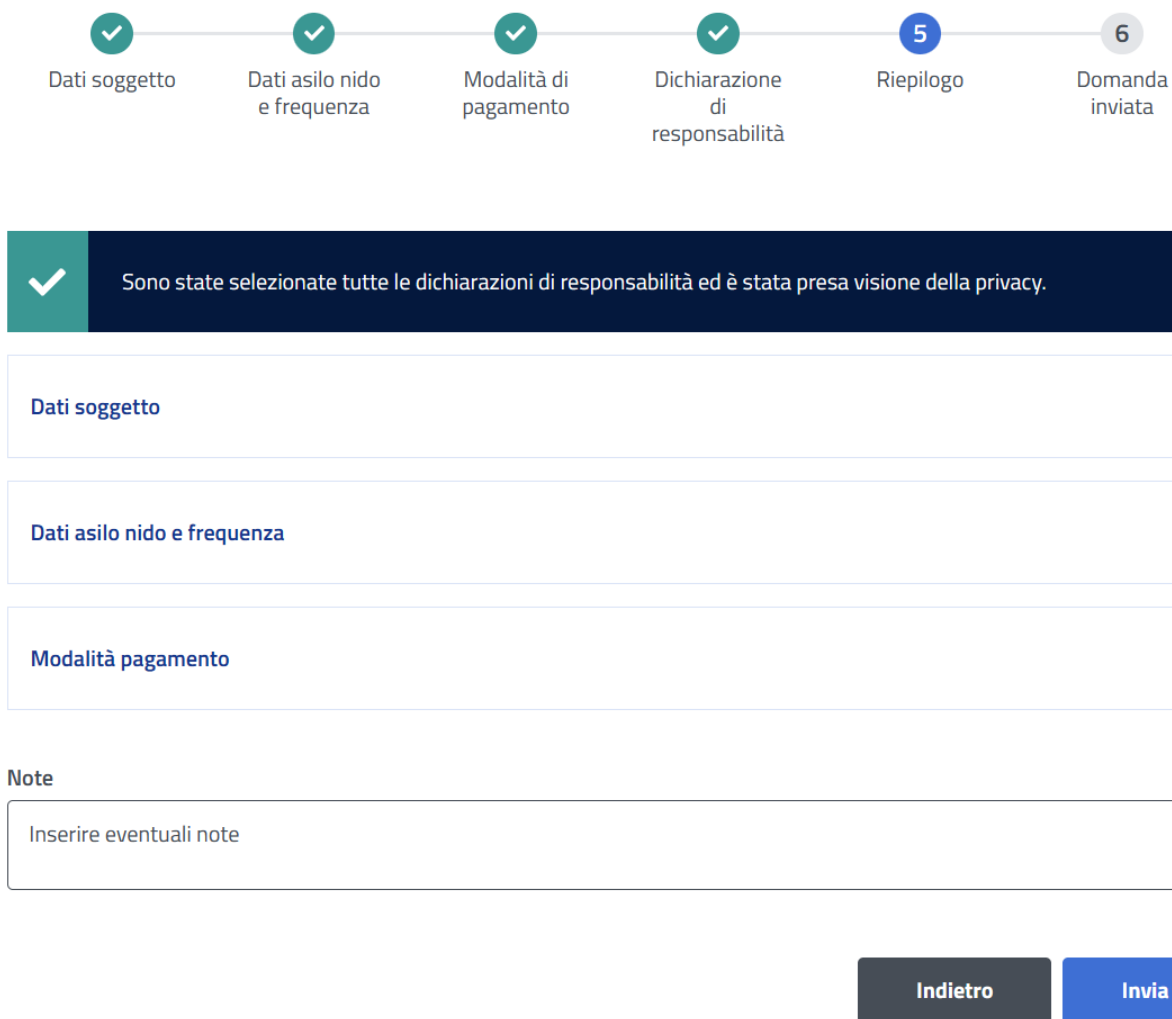 5
6
Dati soggetto
Dati asilo nido
e frequenza
Modalità di
pagamento
Dichiarazione
di
responsabilità
Riepilogo
Domanda
inviata
Sono state selezionate tutte le dichiarazioni di responsabilità ed è stata presa visione della privacy.
Dati soggetto
Dati asilo nido e frequenza
Modalità pagamento
Note
Inserire eventuali note
Indietro
Invia